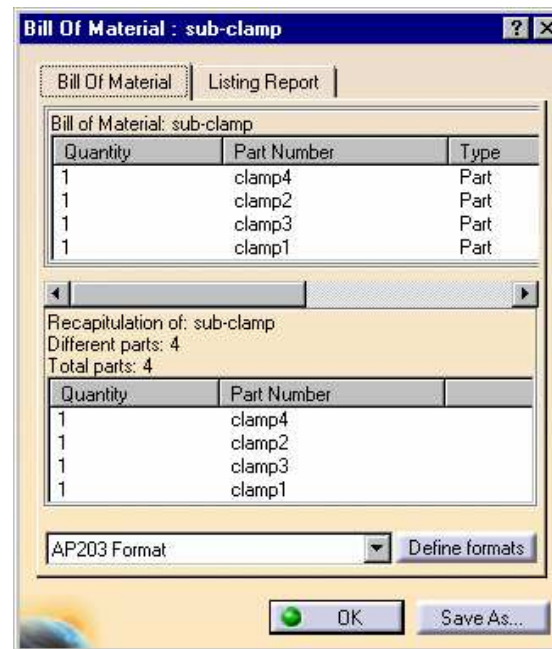 Bill Of Material : sub-clamp
Bill Of Material Listing Report
Bill of Material: sub-clamp
Quantity Part Number Type
1 clamp4 Part
1 clamp2 Part
1 clamp3 Part
1 clamp1 Part
Recapitulation of: sub-clamp
Different parts: 4
Total parts: 4
Quantity Part Number
1 clamp4
1 clamp2
1 clamp3
1 clamp1
AP203 Format Define formats
OK Save As...